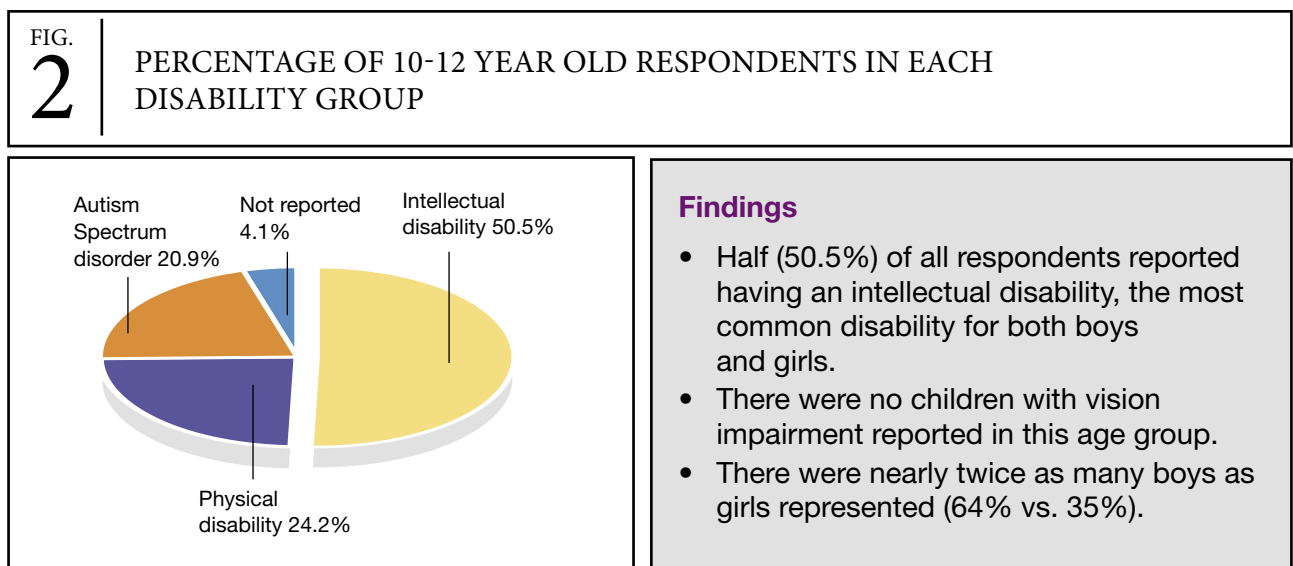 FIG.
2
PERCENTAGE OF 10-12 YEAR OLD RESPONDENTS IN EACH
DISABILITY GROUP
Autism
Spectrum
disorder 20.9%
Not reported
4.1%
Intellectual
disability 50.5%
Physical
disability 24.2%
Findings
• Half (50.5%) of all respondents reported
having an intellectual disability, the most
common disability for both boys
and girls.
• There were no children with vision
impairment reported in this age group.
• There were nearly twice as many boys as
girls represented (64% vs. 35%).